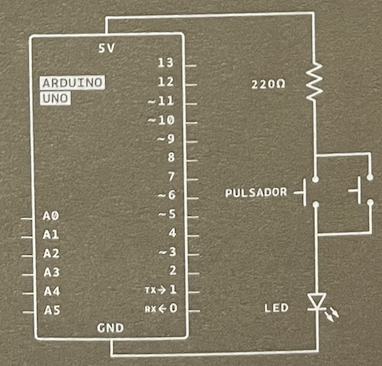 5V
ARDUINO
UNO
13
12
~11
~10
~9
8
7
~6
~5
4
~3
2
TX→1
RX←0
A0
A1
A2
A3
A4
A5
GND
220Ω
PULSADOR
LED